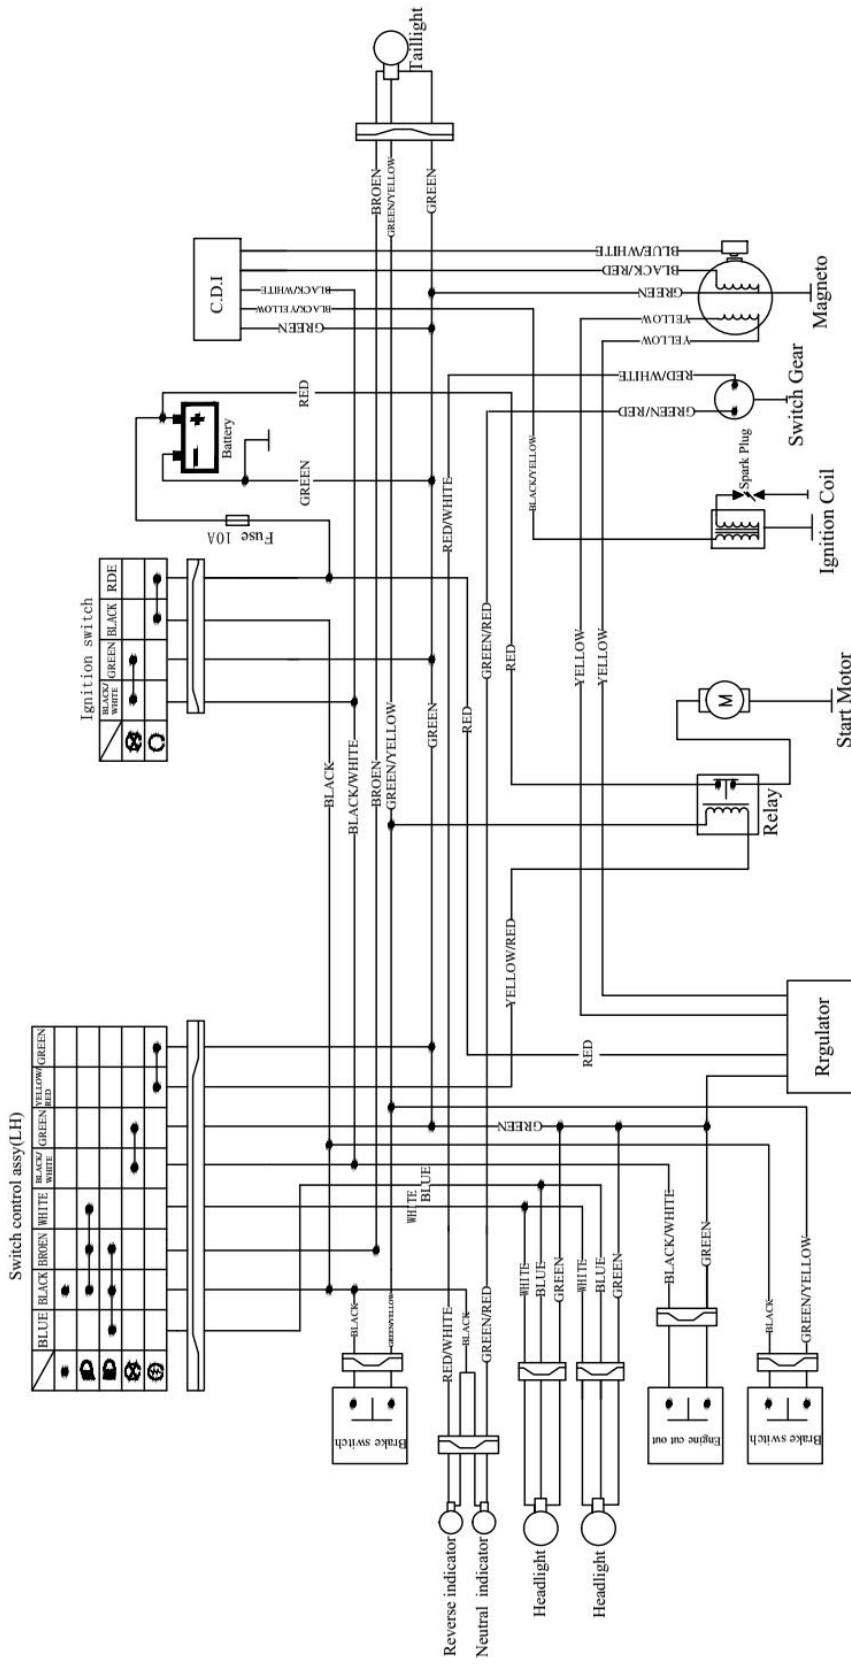 Switch control assy(LH)
BLUE
BLACK
BROEN
WHITE
BLACK/
WHITE
GREEN
YELLOW/
RED
GREEN
Ignition switch
BLACK/
WHITE
GREEN
BLACK
RDE
Fuse 10A
Battery
GREEN
RED
C.D.I
GREEN
BLACK/YELLOW
BLACK/WHITE
BLACK/RED
BLUE/WHITE
Taillight
BROEN
GREEN/YELLOW
GREEN
BLACK
BLACK/WHITE
BROEN
GREEN/YELLOW
GREEN
RED
RED/WHITE
GREEN/RED
RED
BLACK/YELLOW
YELLOW
YELLOW
YELLOW/RED
RED
WHITE
BLUE
GREEN
BLACK
GREEN/YELLOW
Brake switch
RED/WHITE
BLACK
GREEN/RED
Reverse indicator
Neutral indicator
WHITE
BLUE
GREEN
Headlight
WHITE
BLUE
GREEN
Headlight
BLACK/WHITE
GREEN
Engine cut out
BLACK
GREEN/YELLOW
Brake switch
Rrgulator
Relay
M
Start Motor
Ignition Coil
Spark Plug
GREEN/RED
RED/WHITE
Switch Gear
YELLOW
YELLOW
GREEN
Magneto